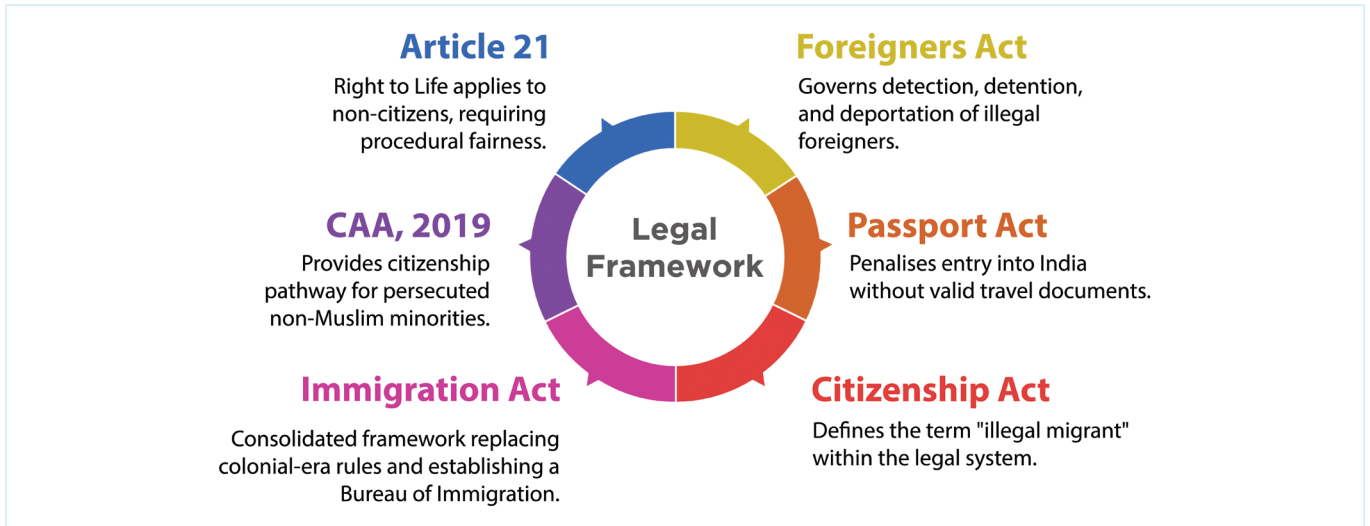 Article 21
Right to Life applies to
non-citizens, requiring
procedural fairness.
Foreigners Act
Governs detection, detention,
and deportation of illegal
foreigners.
CAA, 2019
Provides citizenship
pathway for persecuted
non-Muslim minorities.
Legal
Framework
Passport Act
Penalises entry into India
without valid travel documents.
Immigration Act
Consolidated framework replacing
colonial-era rules and establishing a
Bureau of Immigration.
Citizenship Act
Defines the term "illegal migrant"
within the legal system.